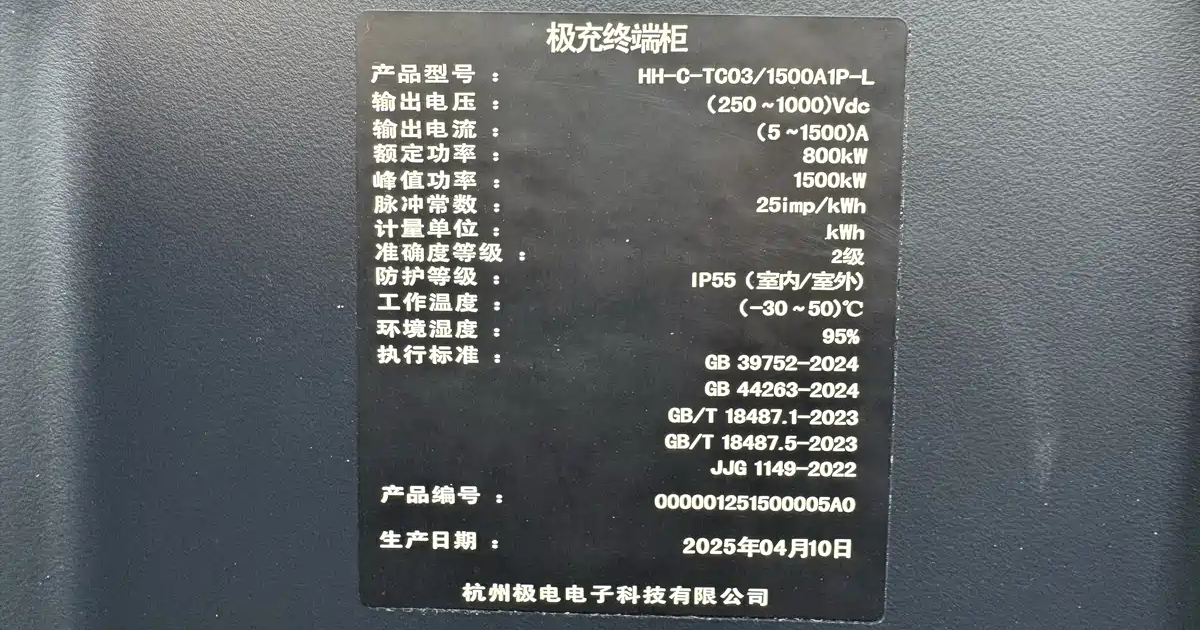 极充终端柜
产品型号： HH-C-TC03/1500A1P-L
输出电压： (250~1000)Vdc
输出电流： (5~1500)A
额定功率： 800kW
峰值功率： 1500kW
脉冲常数： 25imp/kWh
计量单位： kWh
准确度等级： 2级
防护等级： IP55（室内/室外）
工作温度： (-30~50)℃
环境湿度： 95%
执行标准： GB 39752-2024
GB 44263-2024
GB/T 18487.1-2023
GB/T 18487.5-2023
JJG 1149-2022
产品编号： 000001251500005A0
生产日期： 2025年04月10日
杭州极电电子科技有限公司